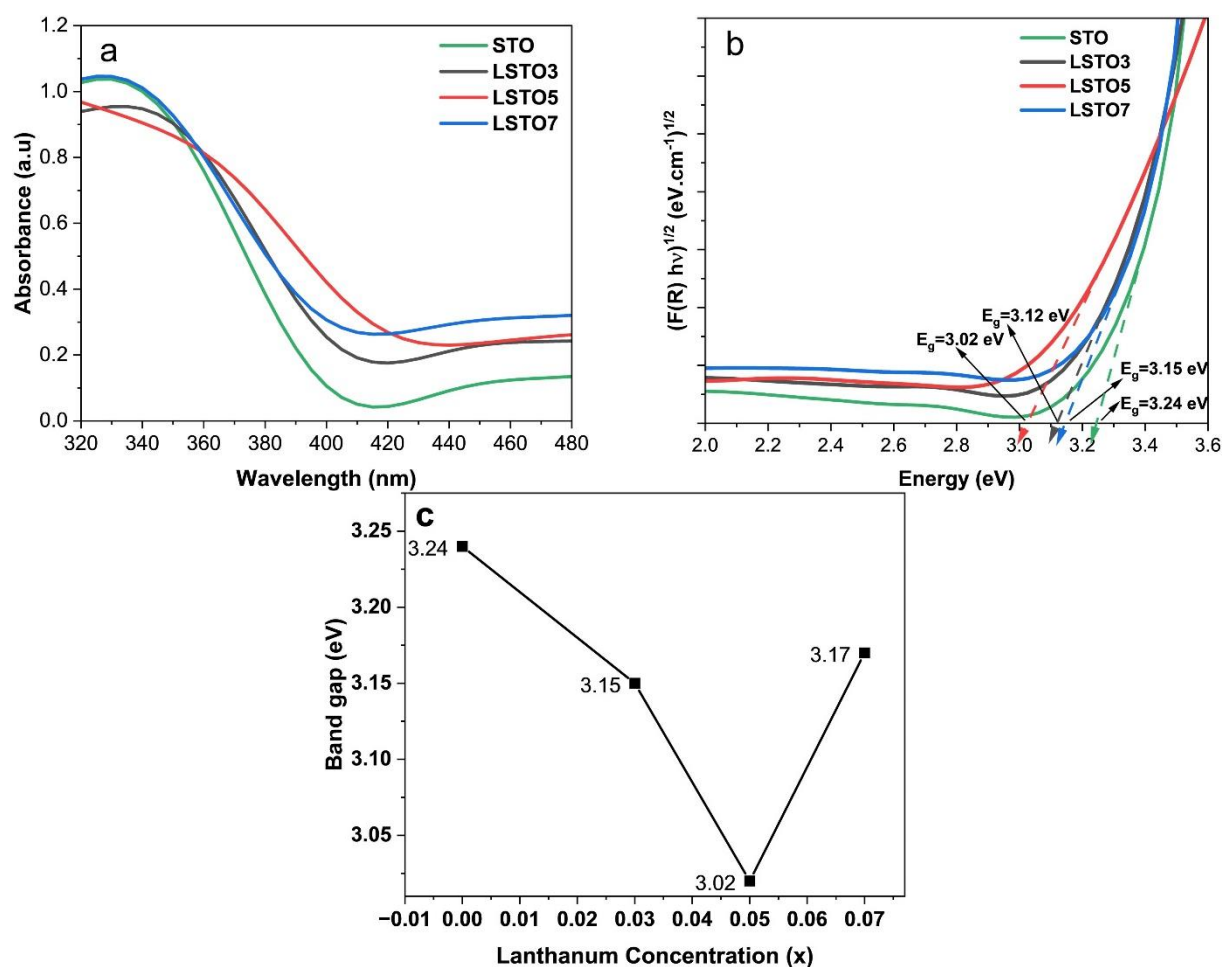 a
STO
LSTO3
LSTO5
LSTO7
1.2
1.0
0.8
0.6
0.4
0.2
0.0
Absorbance (a.u)
320 340 360 380 400 420 440 460 480
Wavelength (nm)
b
STO
LSTO3
LSTO5
LSTO7
(F(R) hν)^1/2 (eV.cm^-1)^1/2
E_g=3.12 eV
E_g=3.02 eV
E_g=3.15 eV
E_g=3.24 eV
2.0 2.2 2.4 2.6 2.8 3.0 3.2 3.4 3.6
Energy (eV)
c
3.25
3.20
3.15
3.10
3.05
Band gap (eV)
3.24
3.15
3.02
3.17
−0.01 0.00 0.01 0.02 0.03 0.04 0.05 0.06 0.07
Lanthanum Concentration (x)